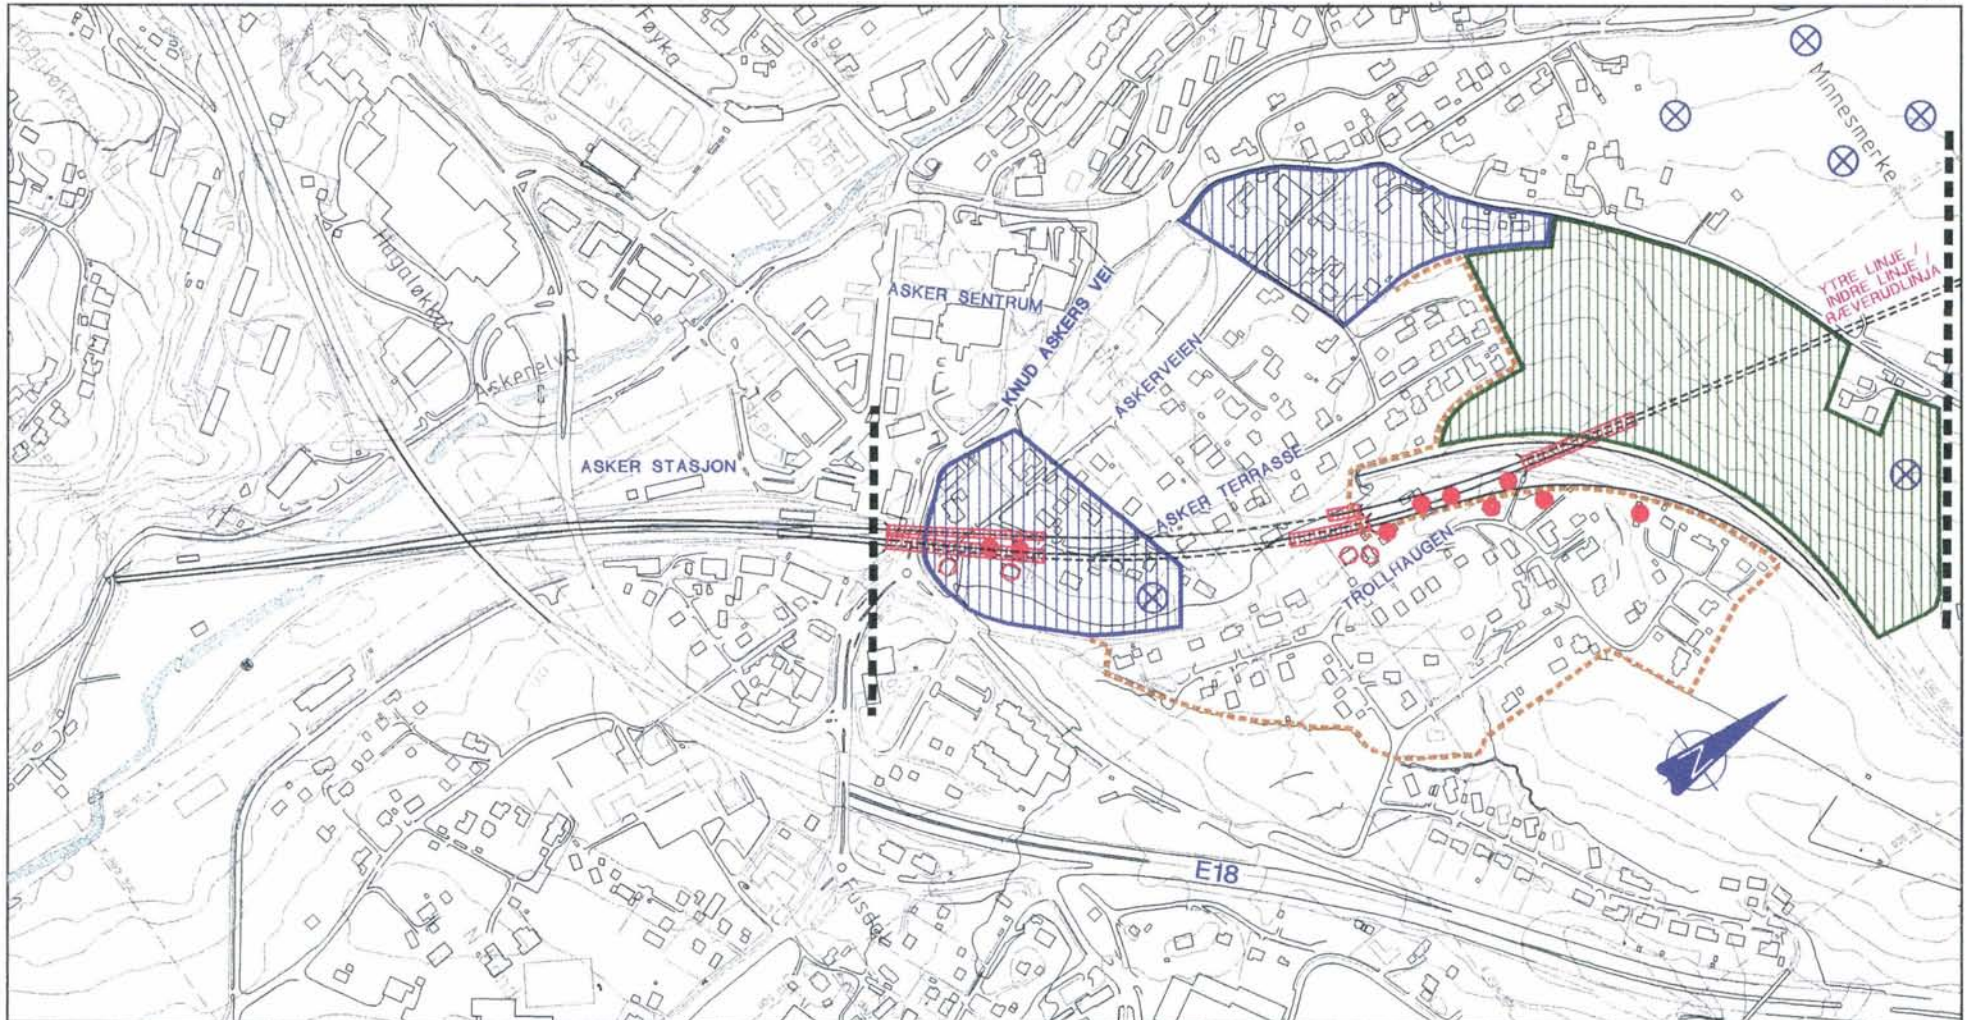 Føyka
Minnesmerke
Hagaløkka
ASKER SENTRUM
KNUD ASKERS VEI
ASKERVEIEN
YTRE LINJE /
INDRE LINJE /
RÆVERUDLINJA
Askerelva
ASKER STASJON
ASKER TERRASSE
TROLLHAUGEN
E18
Fusdal
N